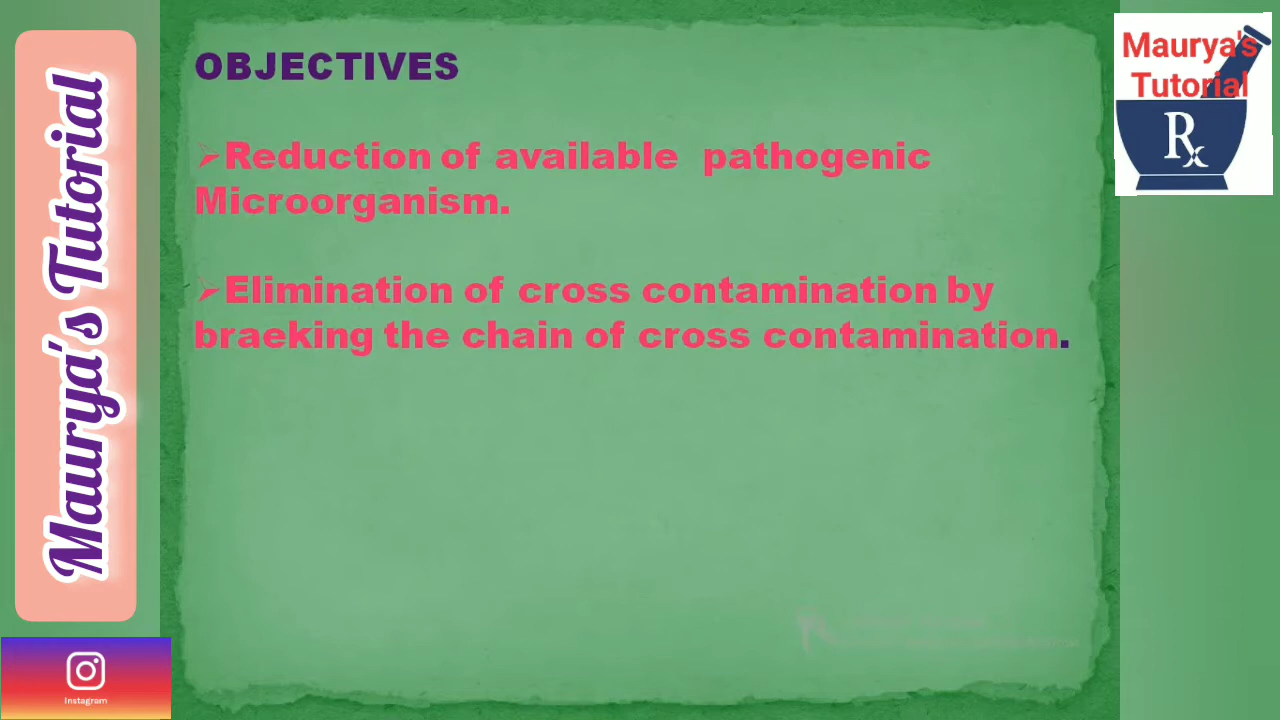 OBJECTIVES
➢Reduction of available pathogenic
Microorganism.
➢Elimination of cross contamination by
braeking the chain of cross contamination.
Maurya's Tutorial
Instagram
Maurya's
Tutorial
Rx